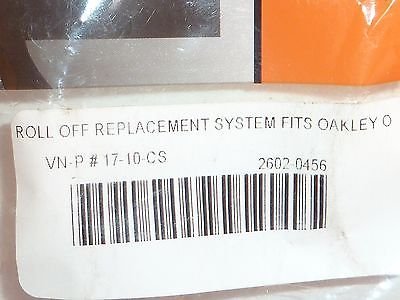 ROLL OFF REPLACEMENT SYSTEM FITS OAKLEY O
VN-P # 17-10-CS 2602-0456